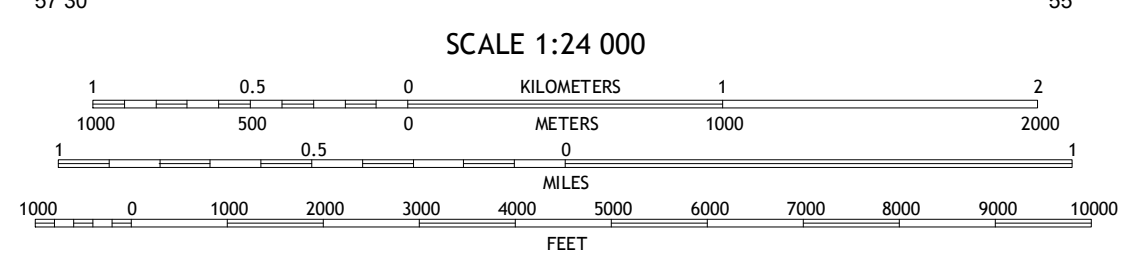 57'30" 55'
SCALE 1:24 000
1 0.5 0 KILOMETERS 1 2
1000 500 0 METERS 1000 2000
1 0.5 0 1
MILES
1000 0 1000 2000 3000 4000 5000 6000 7000 8000 9000 10000
FEET